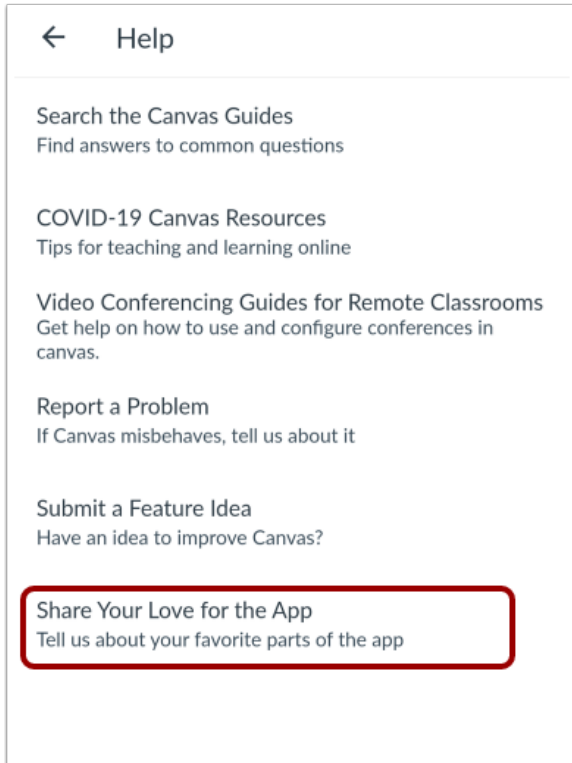 Help
Search the Canvas Guides
Find answers to common questions
COVID-19 Canvas Resources
Tips for teaching and learning online
Video Conferencing Guides for Remote Classrooms
Get help on how to use and configure conferences in
canvas.
Report a Problem
If Canvas misbehaves, tell us about it
Submit a Feature Idea
Have an idea to improve Canvas?
Share Your Love for the App
Tell us about your favorite parts of the app